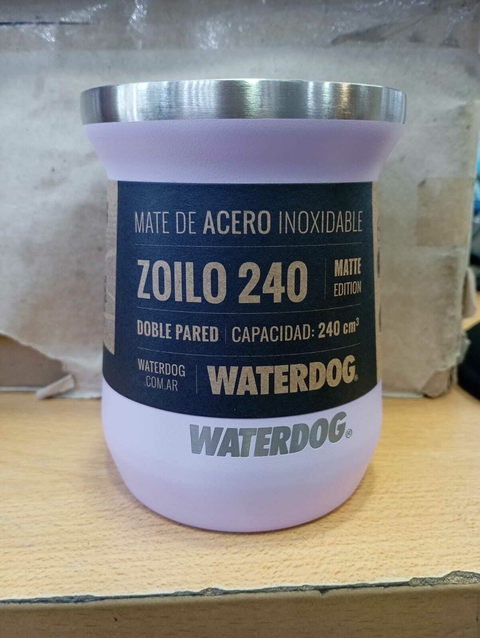 MATE DE ACERO INOXIDABLE
ZOILO 240
MATTE
EDITION
DOBLE PARED
CAPACIDAD: 240 cm³
WATERDOG
.COM.AR
WATERDOG®
WATERDOG®